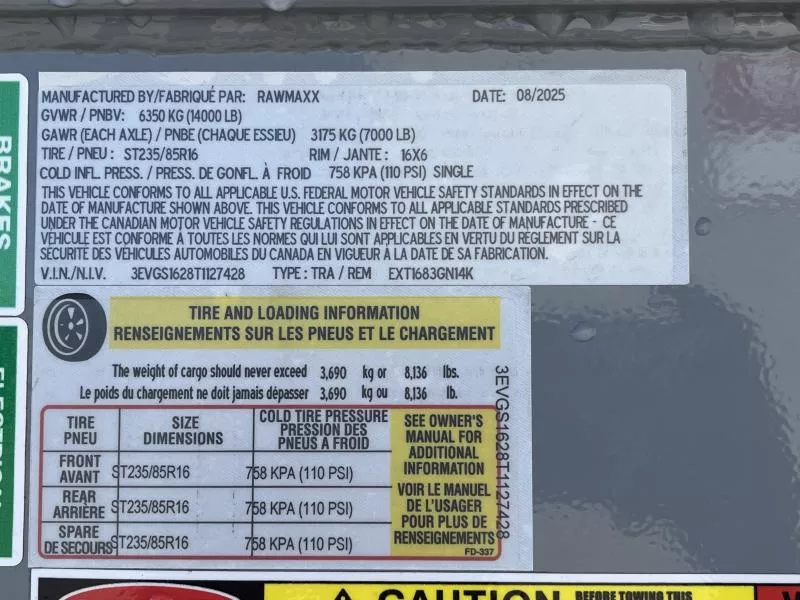 BRAKES
MANUFACTURED BY/FABRIQUÉ PAR: RAWMAXX DATE: 08/2025
GVWR / PNBV: 6350 KG (14000 LB)
GAWR (EACH AXLE) / PNBE (CHAQUE ESSIEU) 3175 KG (7000 LB)
TIRE / PNEU : ST235/85R16 RIM / JANTE : 16X6
COLD INFL. PRESS. / PRESS. DE GONFL. À FROID 758 KPA (110 PSI) SINGLE
THIS VEHICLE CONFORMS TO ALL APPLICABLE U.S. FEDERAL MOTOR VEHICLE SAFETY STANDARDS IN EFFECT ON THE
DATE OF MANUFACTURE SHOWN ABOVE. THIS VEHICLE CONFORMS TO ALL APPLICABLE STANDARDS PRESCRIBED
UNDER THE CANADIAN MOTOR VEHICLE SAFETY REGULATIONS IN EFFECT ON THE DATE OF MANUFACTURE - CE
VÉHICULE EST CONFORME À TOUTES LES NORMES QUI LUI SONT APPLICABLES EN VERTU DU RÈGLEMENT SUR LA
SÉCURITÉ DES VÉHICULES AUTOMOBILES DU CANADA EN VIGUEUR À LA DATE DE SA FABRICATION.
V.I.N./N.I.V. 3EVGS1628T1127428 TYPE : TRA / REM EXT1683GN14K
TIRE AND LOADING INFORMATION
RENSEIGNEMENTS SUR LES PNEUS ET LE CHARGEMENT
The weight of cargo should never exceed 3,690 kg or 8,136 lbs.
Le poids du chargement ne doit jamais dépasser 3,690 kg ou 8,136 lb.
TIRE
PNEU
SIZE
DIMENSIONS
COLD TIRE PRESSURE
PRESSION DES
PNEUS A FROID
FRONT
AVANT
ST235/85R16
758 KPA (110 PSI)
REAR
ARRIÈRE
ST235/85R16
758 KPA (110 PSI)
SPARE
DE SECOURS
ST235/85R16
758 KPA (110 PSI)
SEE OWNER'S
MANUAL FOR
ADDITIONAL
INFORMATION
VOIR LE MANUEL
DE L'USAGER
POUR PLUS DE
RENSEIGNEMENTS
FD-337
3EVGS1628T1127428
CAUTION BEFORE TOWING THIS